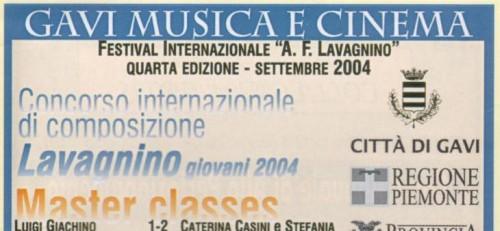 GAVI MUSICA E CINEMA
FESTIVAL INTERNAZIONALE "A. F. LAVAGNINO"
QUARTA EDIZIONE - SETTEMBRE 2004
Concorso internazionale
di composizione
Lavagnino giovani 2004
CITTÀ DI GAVI
REGIONE
PIEMONTE
Master classes
LUIGI GIACHINO 1-2 CATERINA CASINI e STEFANIA
PROVINCIA